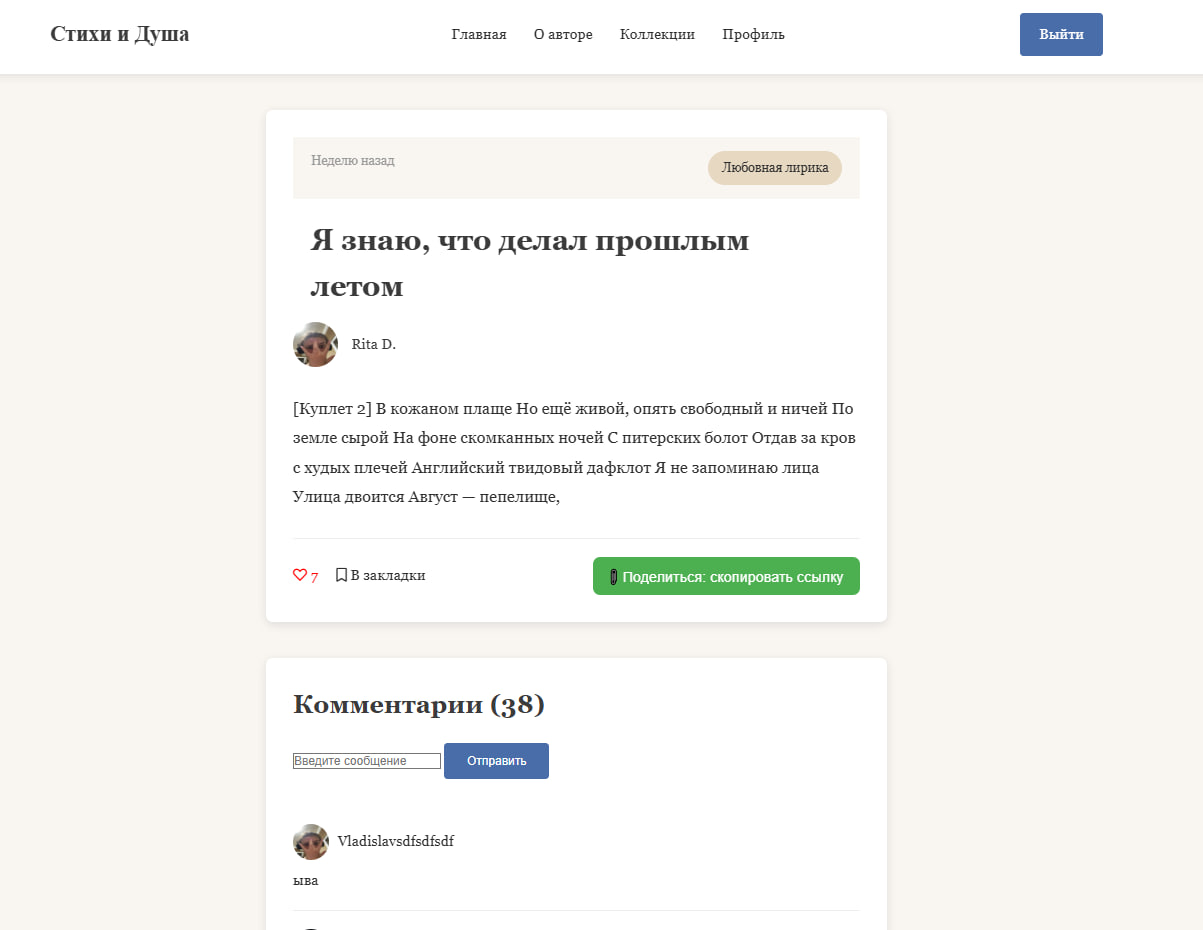 Стихи и Душа
Главная
О авторе
Коллекции
Профиль
Выйти
Неделю назад
Любовная лирика
Я знаю, что делал прошлым
летом
Rita D.
[Куплет 2] В кожаном плаще Но ещё живой, опять свободный и ничей По
земле сырой На фоне скомканных ночей С питерских болот Отдав за кров
с худых плечей Английский твидовый дафклот Я не запоминаю лица
Улица двоится Август — пепелище,
7
В закладки
Поделиться: скопировать ссылку
Комментарии (38)
Введите сообщение
Отправить
Vladislavsdfsdfsdf
ыва